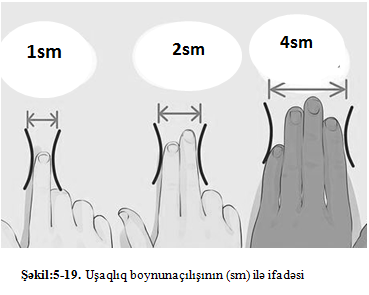 1sm
2sm
4sm
Şəkil:5-19. Uşaqlıq boynunaçılışının (sm) ilə ifadəsi